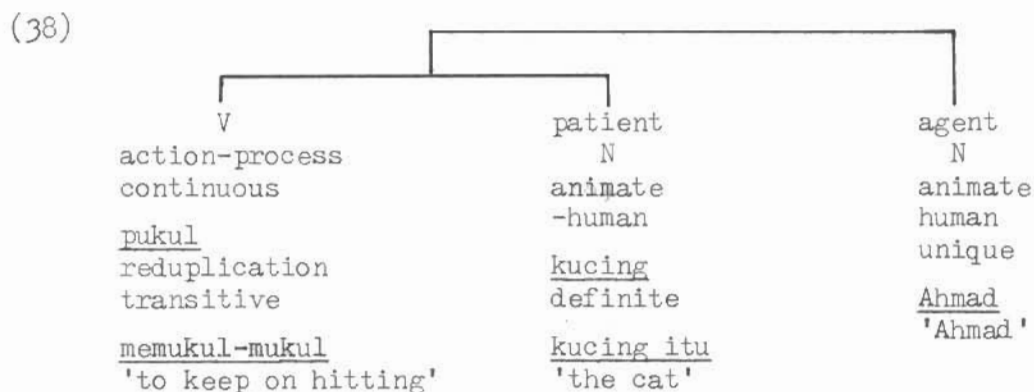 (38)
V patient agent
action-process N N
continuous animate animate
-human human
pukul unique
reduplication kucing
transitive definite Ahmad
'Ahmad'
memukul-mukul kucing itu
'to keep on hitting' 'the cat'